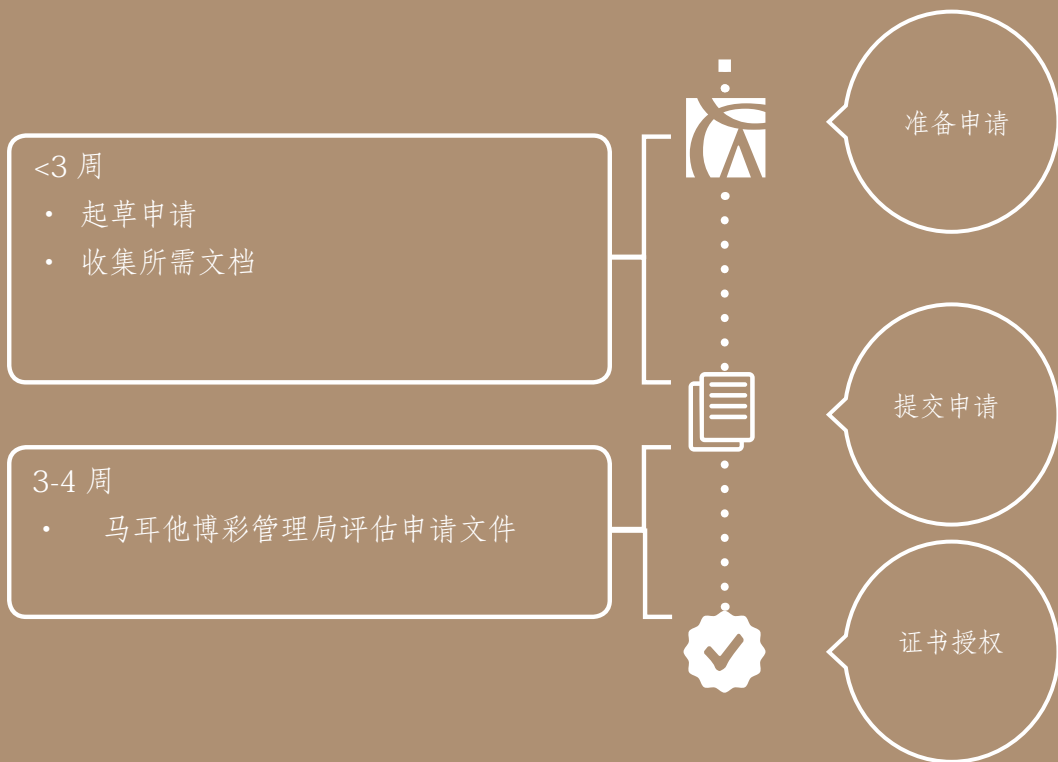 准备申请
<3 周
• 起草申请
• 收集所需文档
提交申请
3-4 周
• 马耳他博彩管理局评估申请文件
证书授权